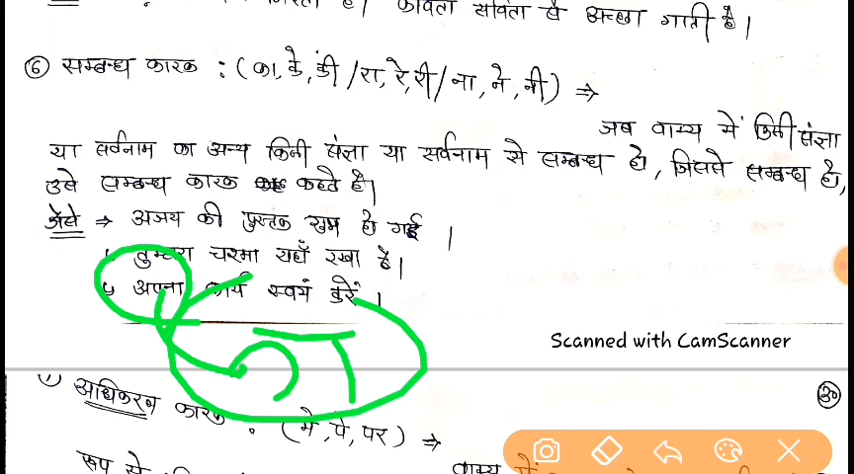 कविता सविता से अच्छा गाती है।
⑥ सम्बन्ध कारक : (का, के, की / रा, रे, री / ना, ने, नी) ⇒
जब वाक्य में किसी संज्ञा
या सर्वनाम का अन्य किसी संज्ञा या सर्वनाम से सम्बन्ध हो, जिससे सम्बन्ध है,
उसे सम्बन्ध कारक कहते है।
जैसे ⇒ अजय की पुस्तक गुम हो गई ।
तुम्हारा चश्मा यहाँ रखा है।
अपना कार्य स्वयं करें ।
Scanned with CamScanner
अधिकरण कारक : (में, पे, पर) ⇒
३०
रूप से
वाक्य में